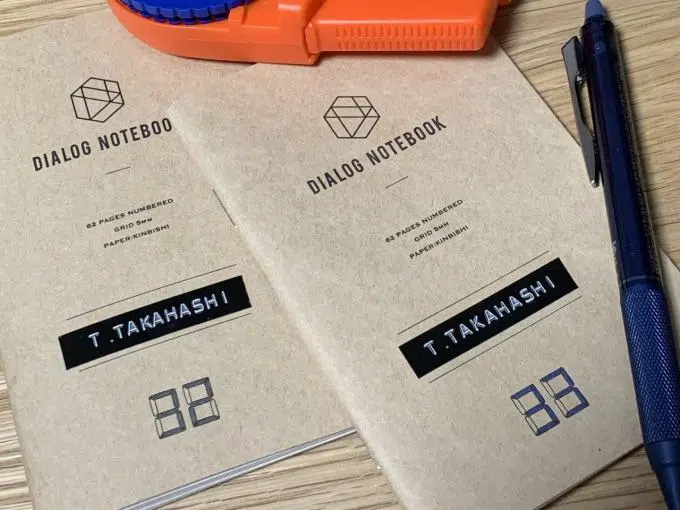 DIALOG NOTEBOO
62 PAGES NUMBERED
GRID 5MM
PAPER:KINBISHI
T.TAKAHASHI
32
DIALOG NOTEBOOK
62 PAGES NUMBERED
GRID 5MM
PAPER:KINBISHI
T.TAKAHASHI
33